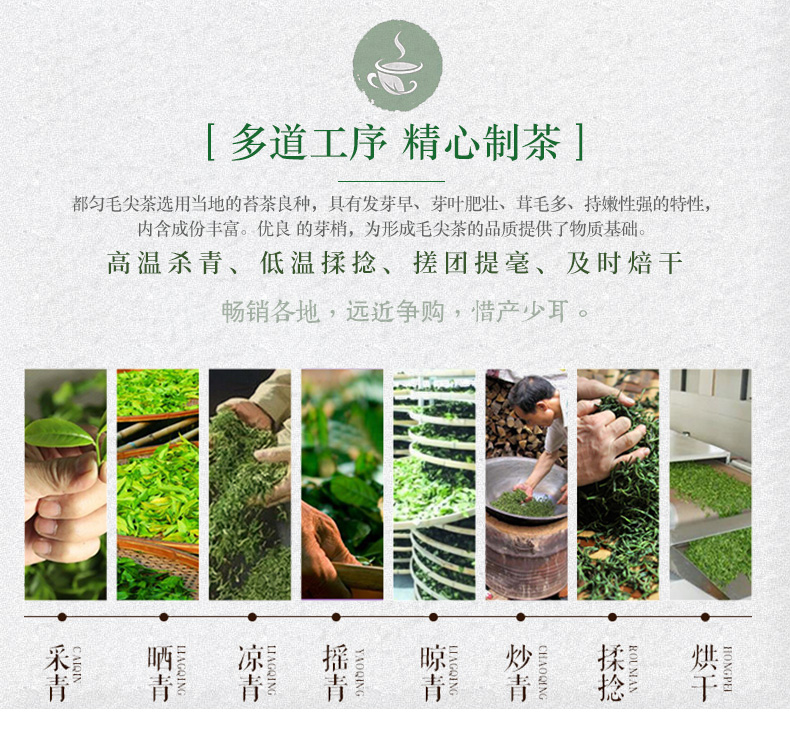 [ 多道工序 精心制茶 ]
都匀毛尖茶选用当地的苔茶良种，具有发芽早、芽叶肥壮、茸毛多、持嫩性强的特性，
内含成份丰富。优良 的芽梢，为形成毛尖茶的品质提供了物质基础。
高温杀青、低温揉捻、搓团提毫、及时焙干
畅销各地，远近争购，惜产少耳。
采青 CAIQIN
晒青 LIAGQING
凉青 LIAGQING
摇青 YAOQING
晾青 LIAGQING
炒青 CHAOQING
揉捻 ROUNIAN
烘干 HONGPEI